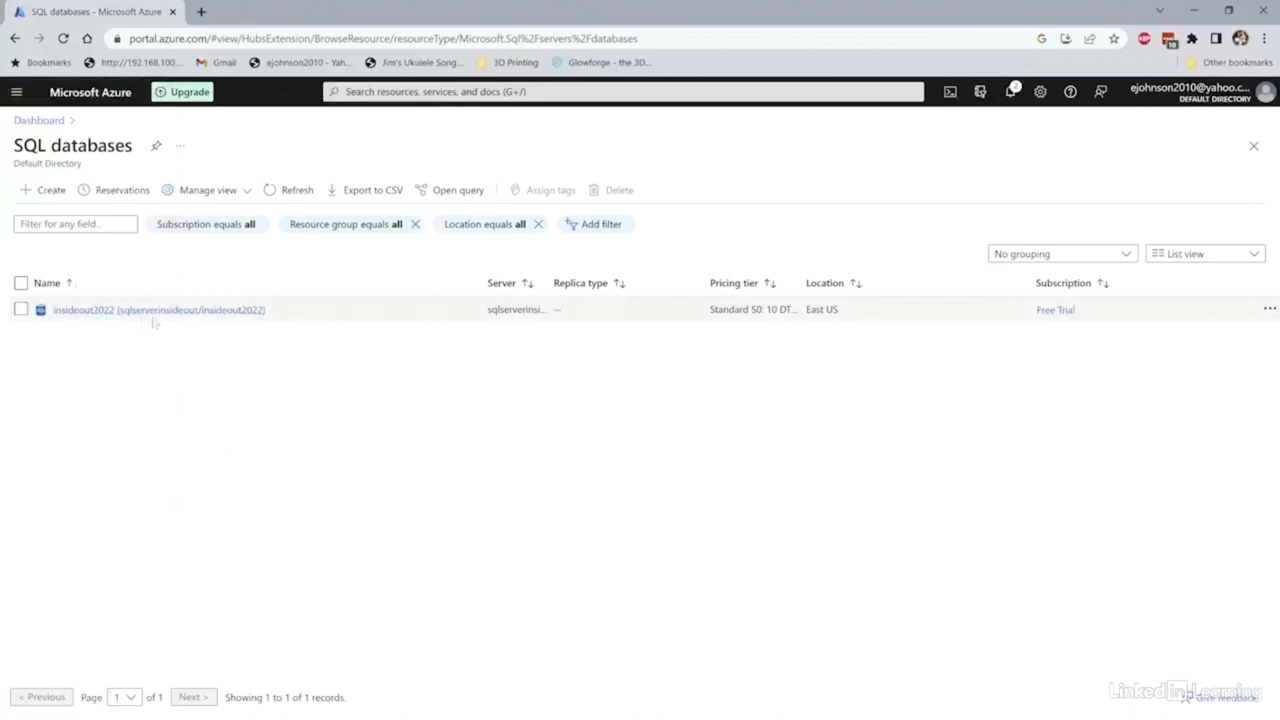 SQL databases - Microsoft Azure
portal.azure.com/#view/HubsExtension/BrowseResource/resourceType/Microsoft.Sql%2Fservers%2Fdatabases
ABP
10
Bookmarks http://192.168.100.... Gmail ejohnson2010 - Yah... Jim's Ukulele Song... 3D Printing Glowforge - the 3D... Other bookmarks
Microsoft Azure Upgrade Search resources, services, and docs (G+/) 2 ejohnson2010@yahoo.c...
DEFAULT DIRECTORY
Dashboard >
SQL databases ...
Default Directory
+ Create Reservations Manage view Refresh Export to CSV Open query Assign tags Delete
Filter for any field... Subscription equals all Resource group equals all Location equals all Add filter
No grouping List view
Name ↑ Server ↑↓ Replica type ↑↓ Pricing tier ↑↓ Location ↑↓ Subscription ↑↓
insideout2022 (sqlserverinsideout/insideout2022) sqlserverinsi... -- Standard S0: 10 DT... East US Free Trial ...
< Previous Page 1 of 1 Next > Showing 1 to 1 of 1 records.
LinkedIn Learning
Give feedback